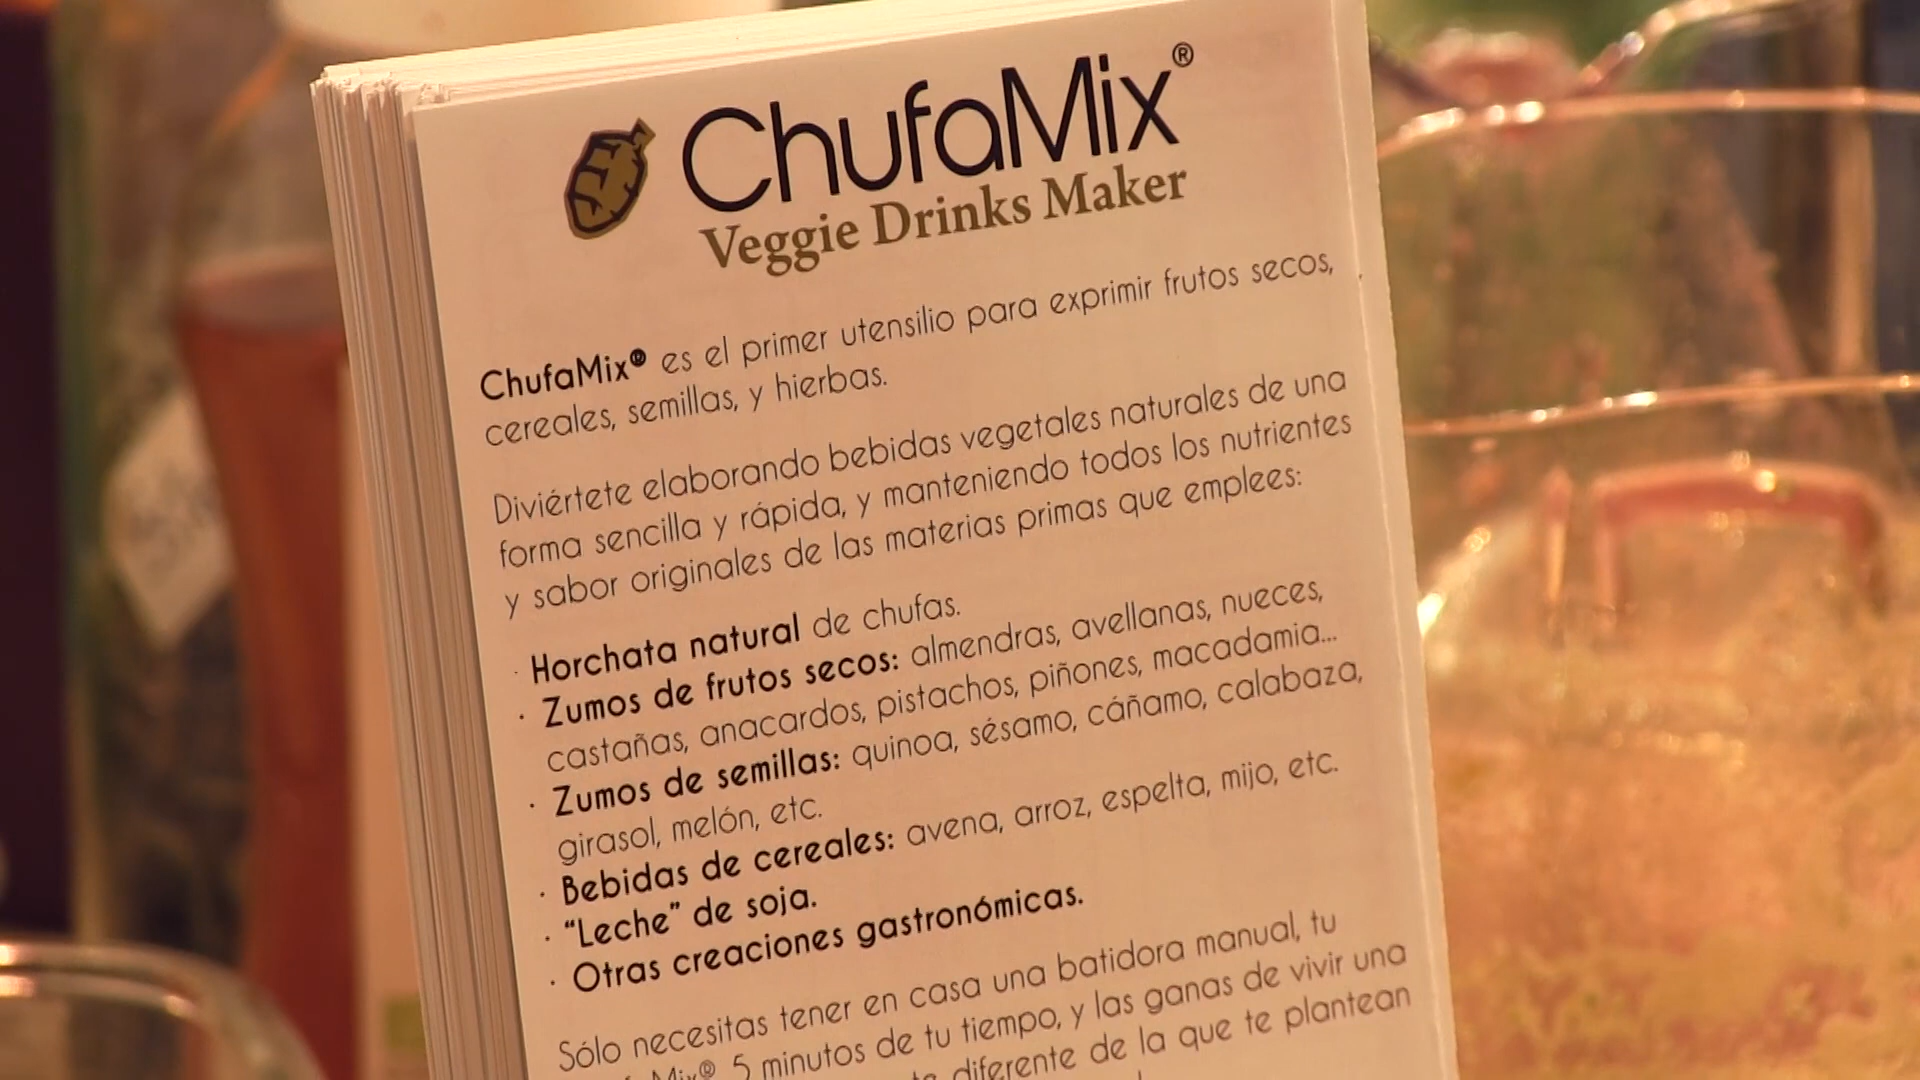 ChufaMix®
Veggie Drinks Maker
ChufaMix® es el primer utensilio para exprimir frutos secos,
cereales, semillas, y hierbas.
Diviértete elaborando bebidas vegetales naturales de una
forma sencilla y rápida, y manteniendo todos los nutrientes
y sabor originales de las materias primas que emplees:
· Horchata natural de chufas.
· Zumos de frutos secos: almendras, avellanas, nueces,
castañas, anacardos, pistachos, piñones, macadamia...
· Zumos de semillas: quinoa, sésamo, cáñamo, calabaza,
girasol, melón, etc.
· Bebidas de cereales: avena, arroz, espelta, mijo, etc.
· “Leche” de soja.
· Otras creaciones gastronómicas.
Sólo necesitas tener en casa una batidora manual, tu
5 minutos de tu tiempo, y las ganas de vivir una
diferente de la que te plantean